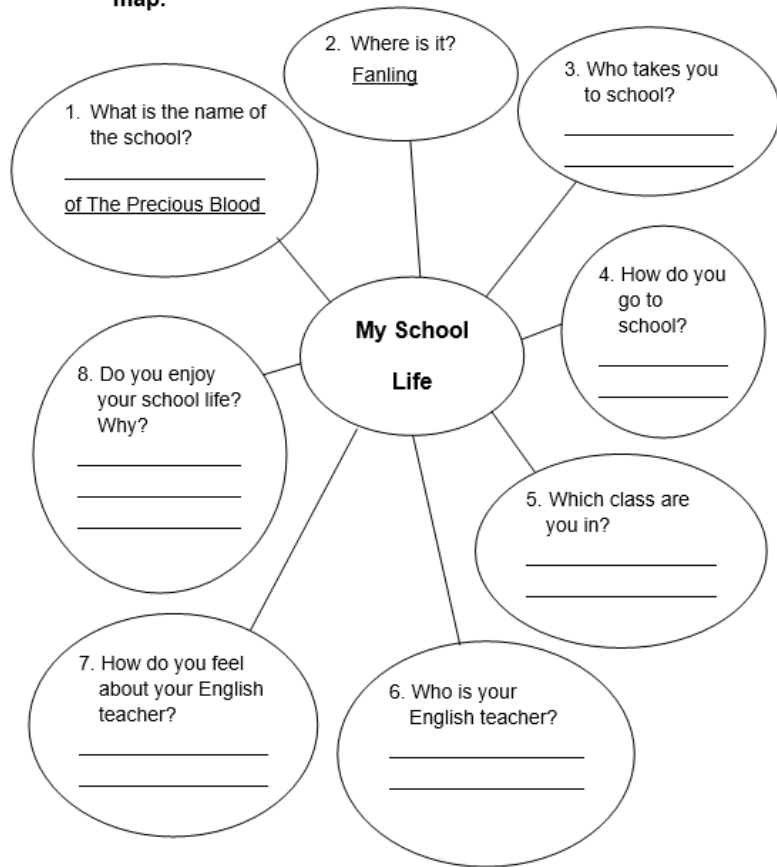 map.
1. What is the name of
the school?
of The Precious Blood
2. Where is it?
Fanling
3. Who takes you
to school?
4. How do you
go to
school?
My School
Life
5. Which class are
you in?
6. Who is your
English teacher?
7. How do you feel
about your English
teacher?
8. Do you enjoy
your school life?
Why?